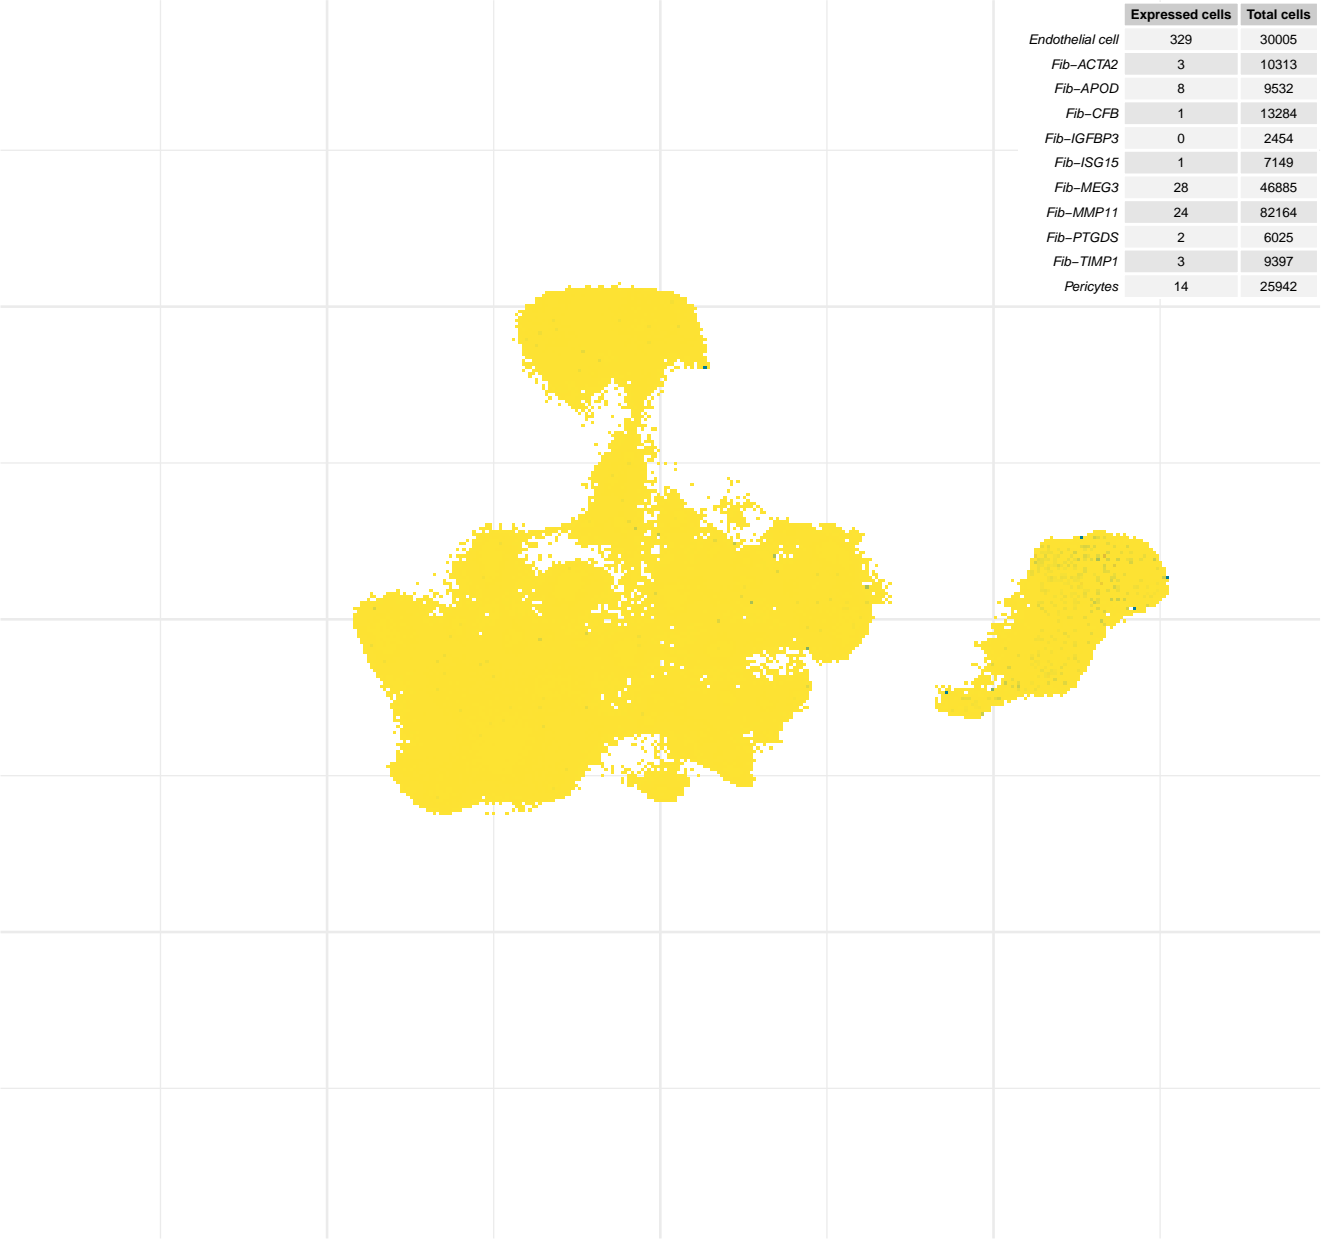 Expressed cells Total cells
Endothelial cell 329 30005
Fib−ACTA2 3 10313
Fib−APOD 8 9532
Fib−CFB 1 13284
Fib−IGFBP3 0 2454
Fib−ISG15 1 7149
Fib−MEG3 28 46885
Fib−MMP11 24 82164
Fib−PTGDS 2 6025
Fib−TIMP1 3 9397
Pericytes 14 25942